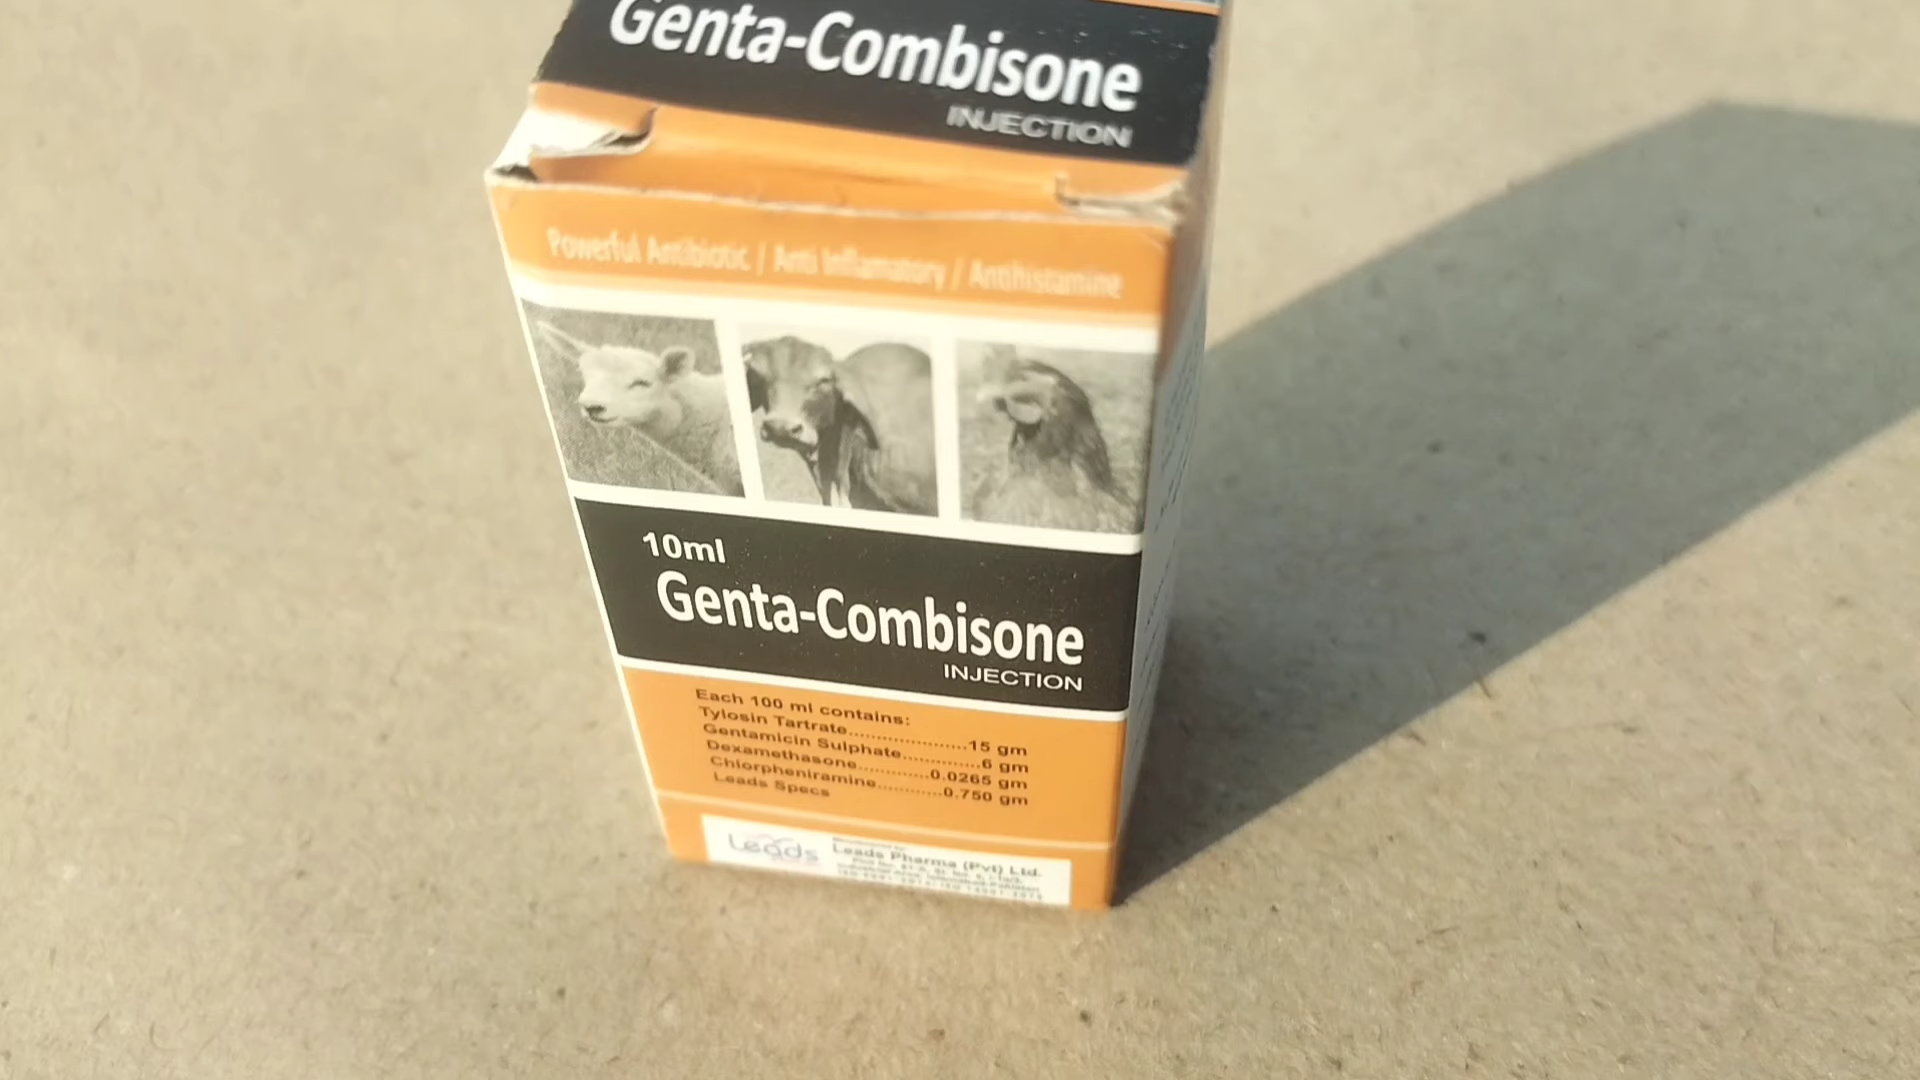 Genta-Combisone
INJECTION
Powerful Antibiotic / Anti Inflamatory / Antihistamine
10ml
Genta-Combisone
INJECTION
Each 100 ml contains:
Tylosin Tartrate.....................15 gm
Gentamicin Sulphate..............6 gm
Dexamethasone.............0.0265 gm
Chlorpheniramine............0.750 gm
Leads Specs
Leads
Leads Pharma (Pvt) Ltd.